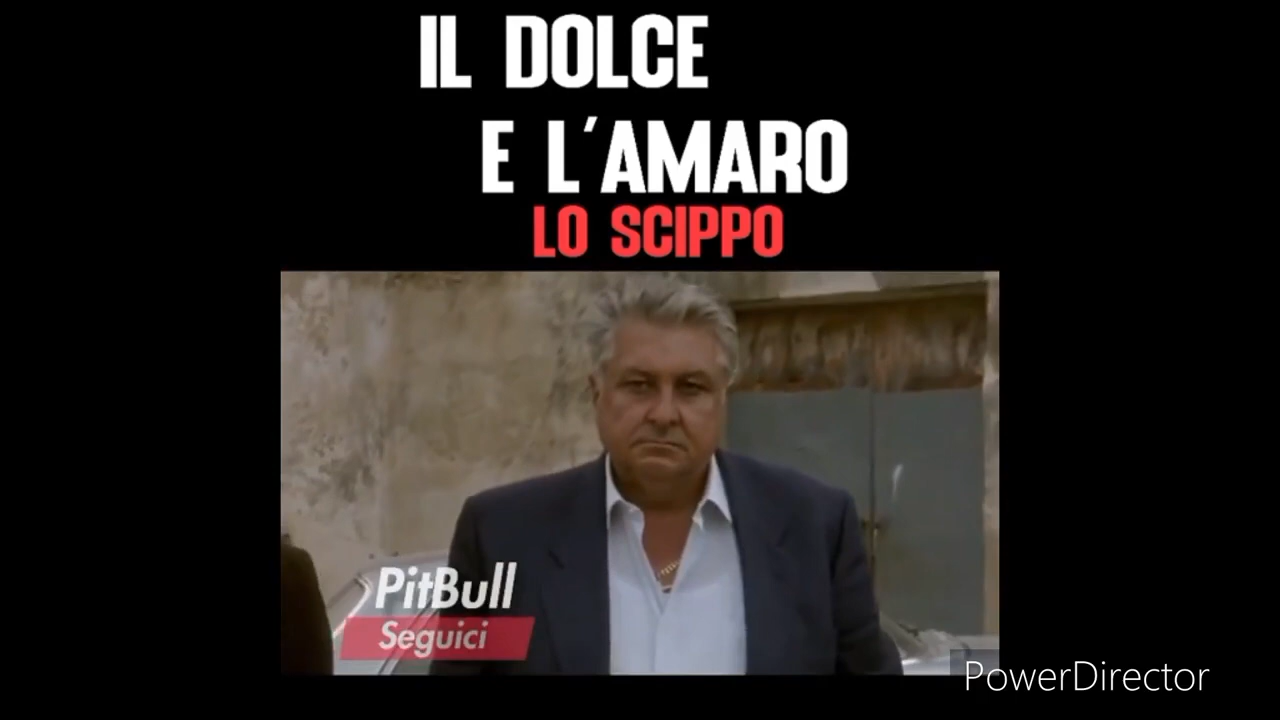 IL DOLCE
E L'AMARO
LO SCIPPO
PitBull
Seguici
PowerDirector